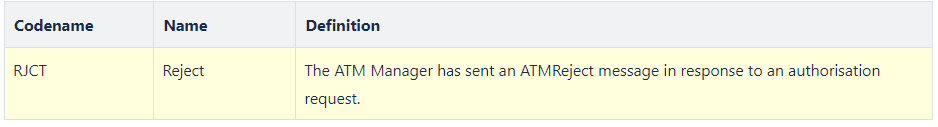 Codename Name Definition
RJCT Reject The ATM Manager has sent an ATMReject message in response to an authorisation
request.